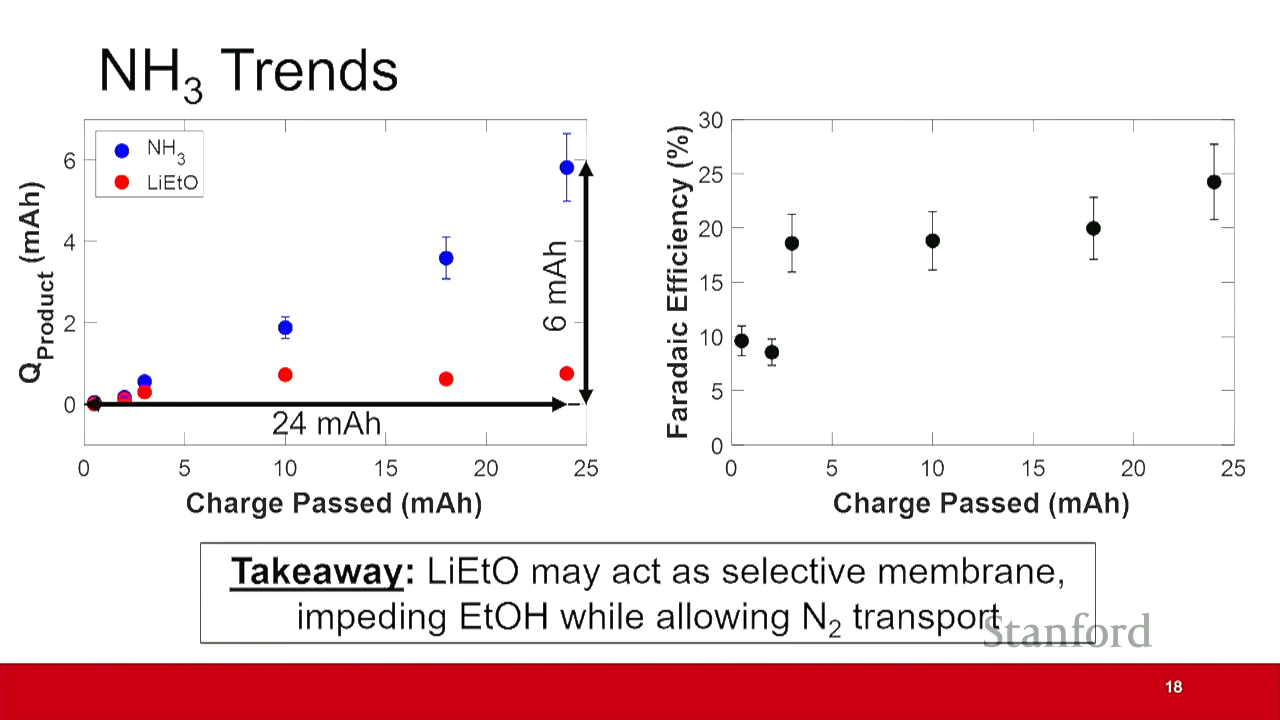 NH3 Trends
NH3
LiEtO
6
4
2
0
QProduct (mAh)
6 mAh
24 mAh
0 5 10 15 20 25
Charge Passed (mAh)
30
25
20
15
10
5
0
Faradaic Efficiency (%)
0 5 10 15 20 25
Charge Passed (mAh)
Takeaway: LiEtO may act as selective membrane,
impeding EtOH while allowing N2 transport
Stanford
18